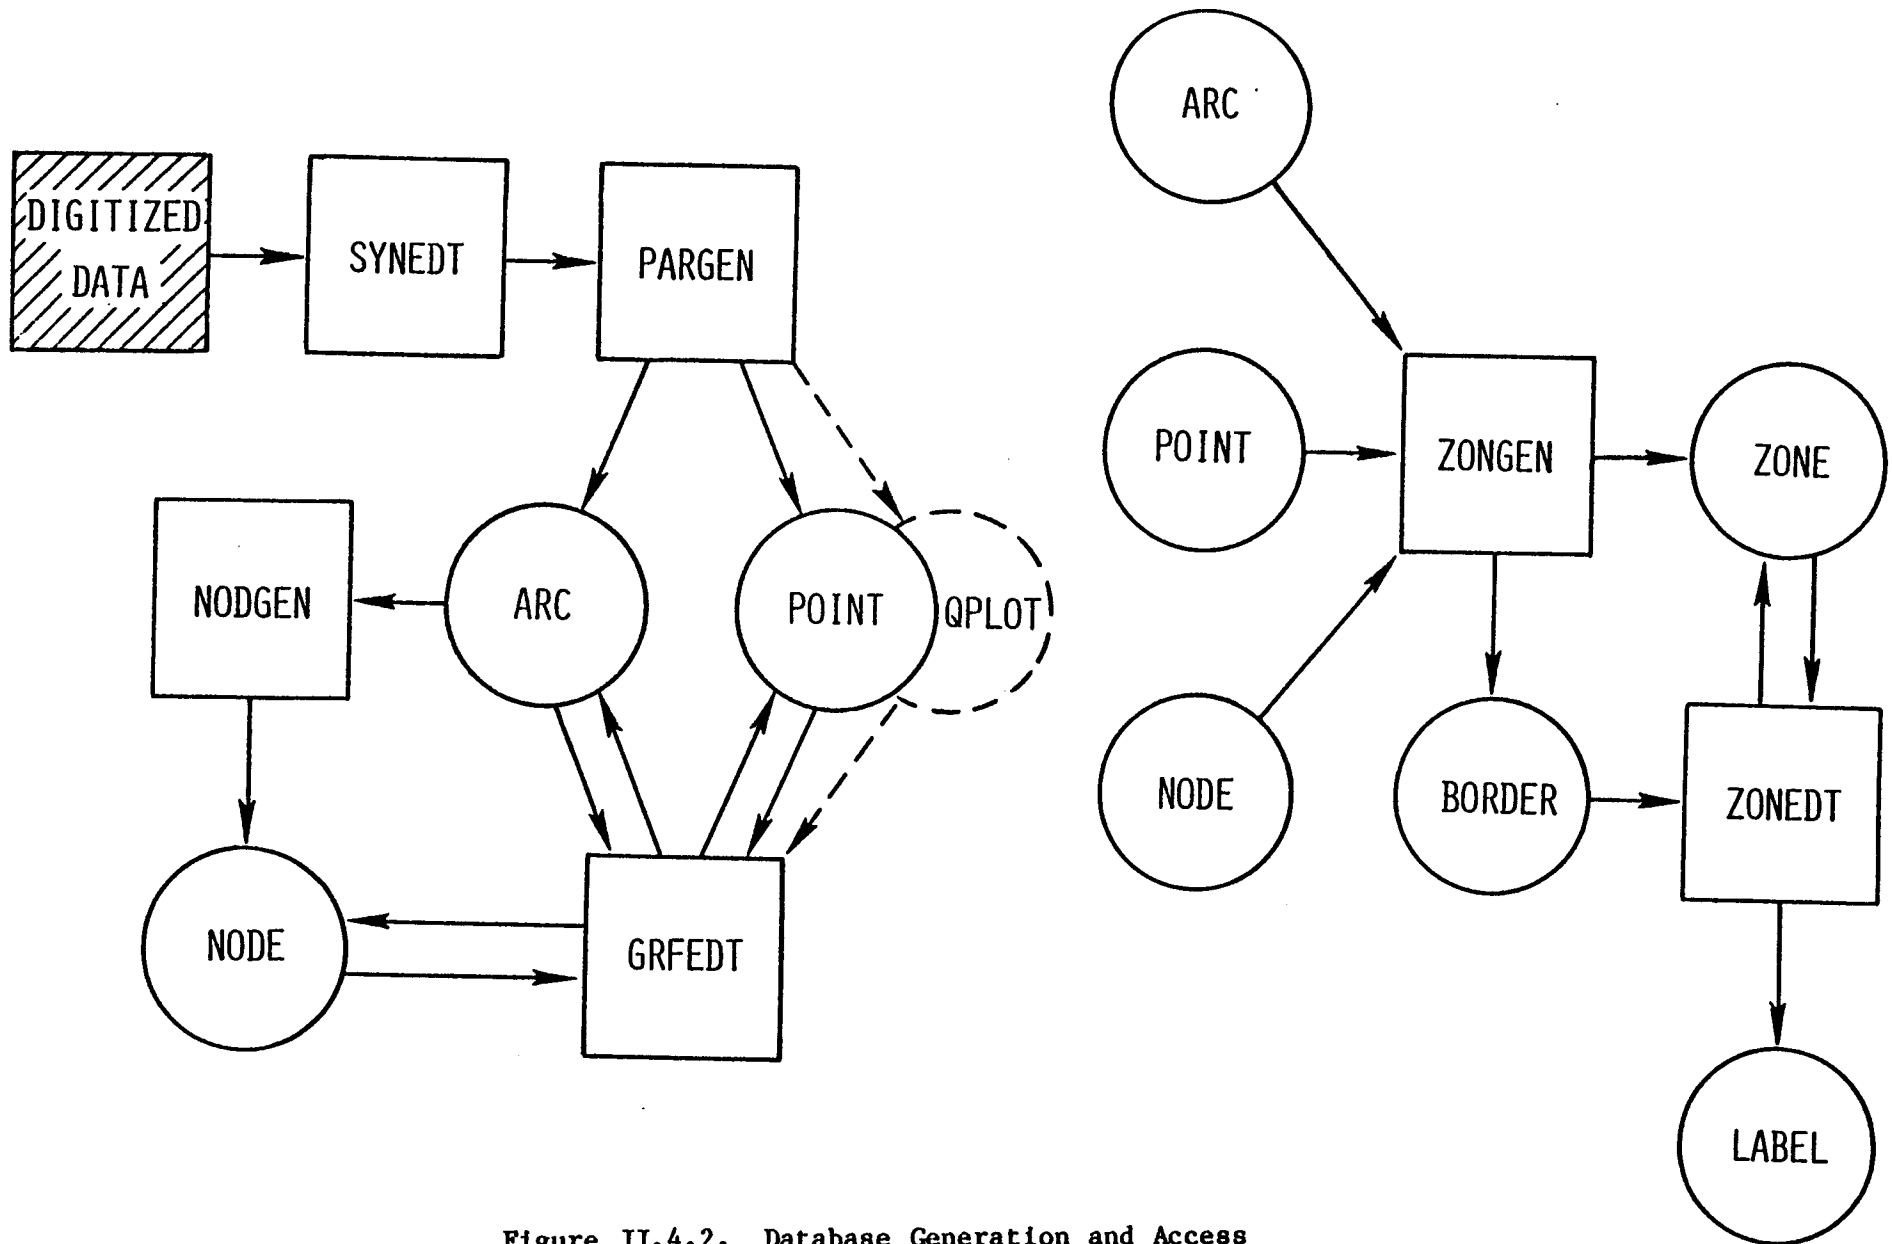 DIGITIZED
DATA
SYNEDT
PARGEN
NODGEN
ARC
POINT
QPLOT
NODE
GRFEDT
ARC
POINT
ZONGEN
ZONE
NODE
BORDER
ZONEDT
LABEL
Figure II.4.2. Database Generation and Access